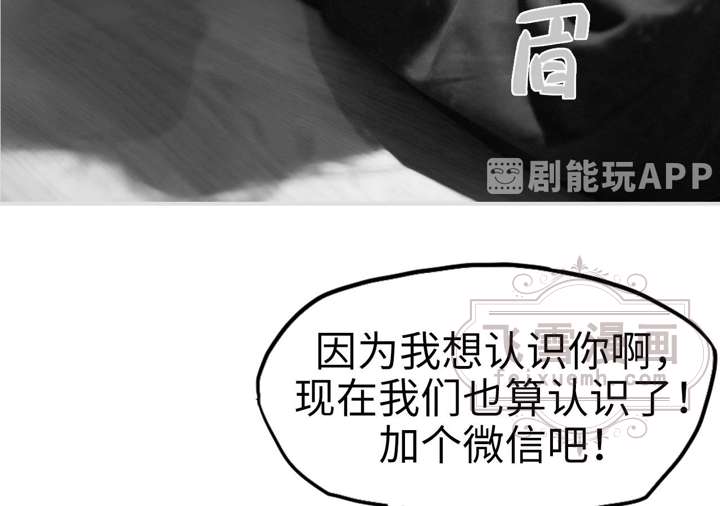 眉
剧能玩APP
飞雪漫画
feixuemh.com
因为我想认识你啊，
现在我们也算认识了！
加个微信吧！